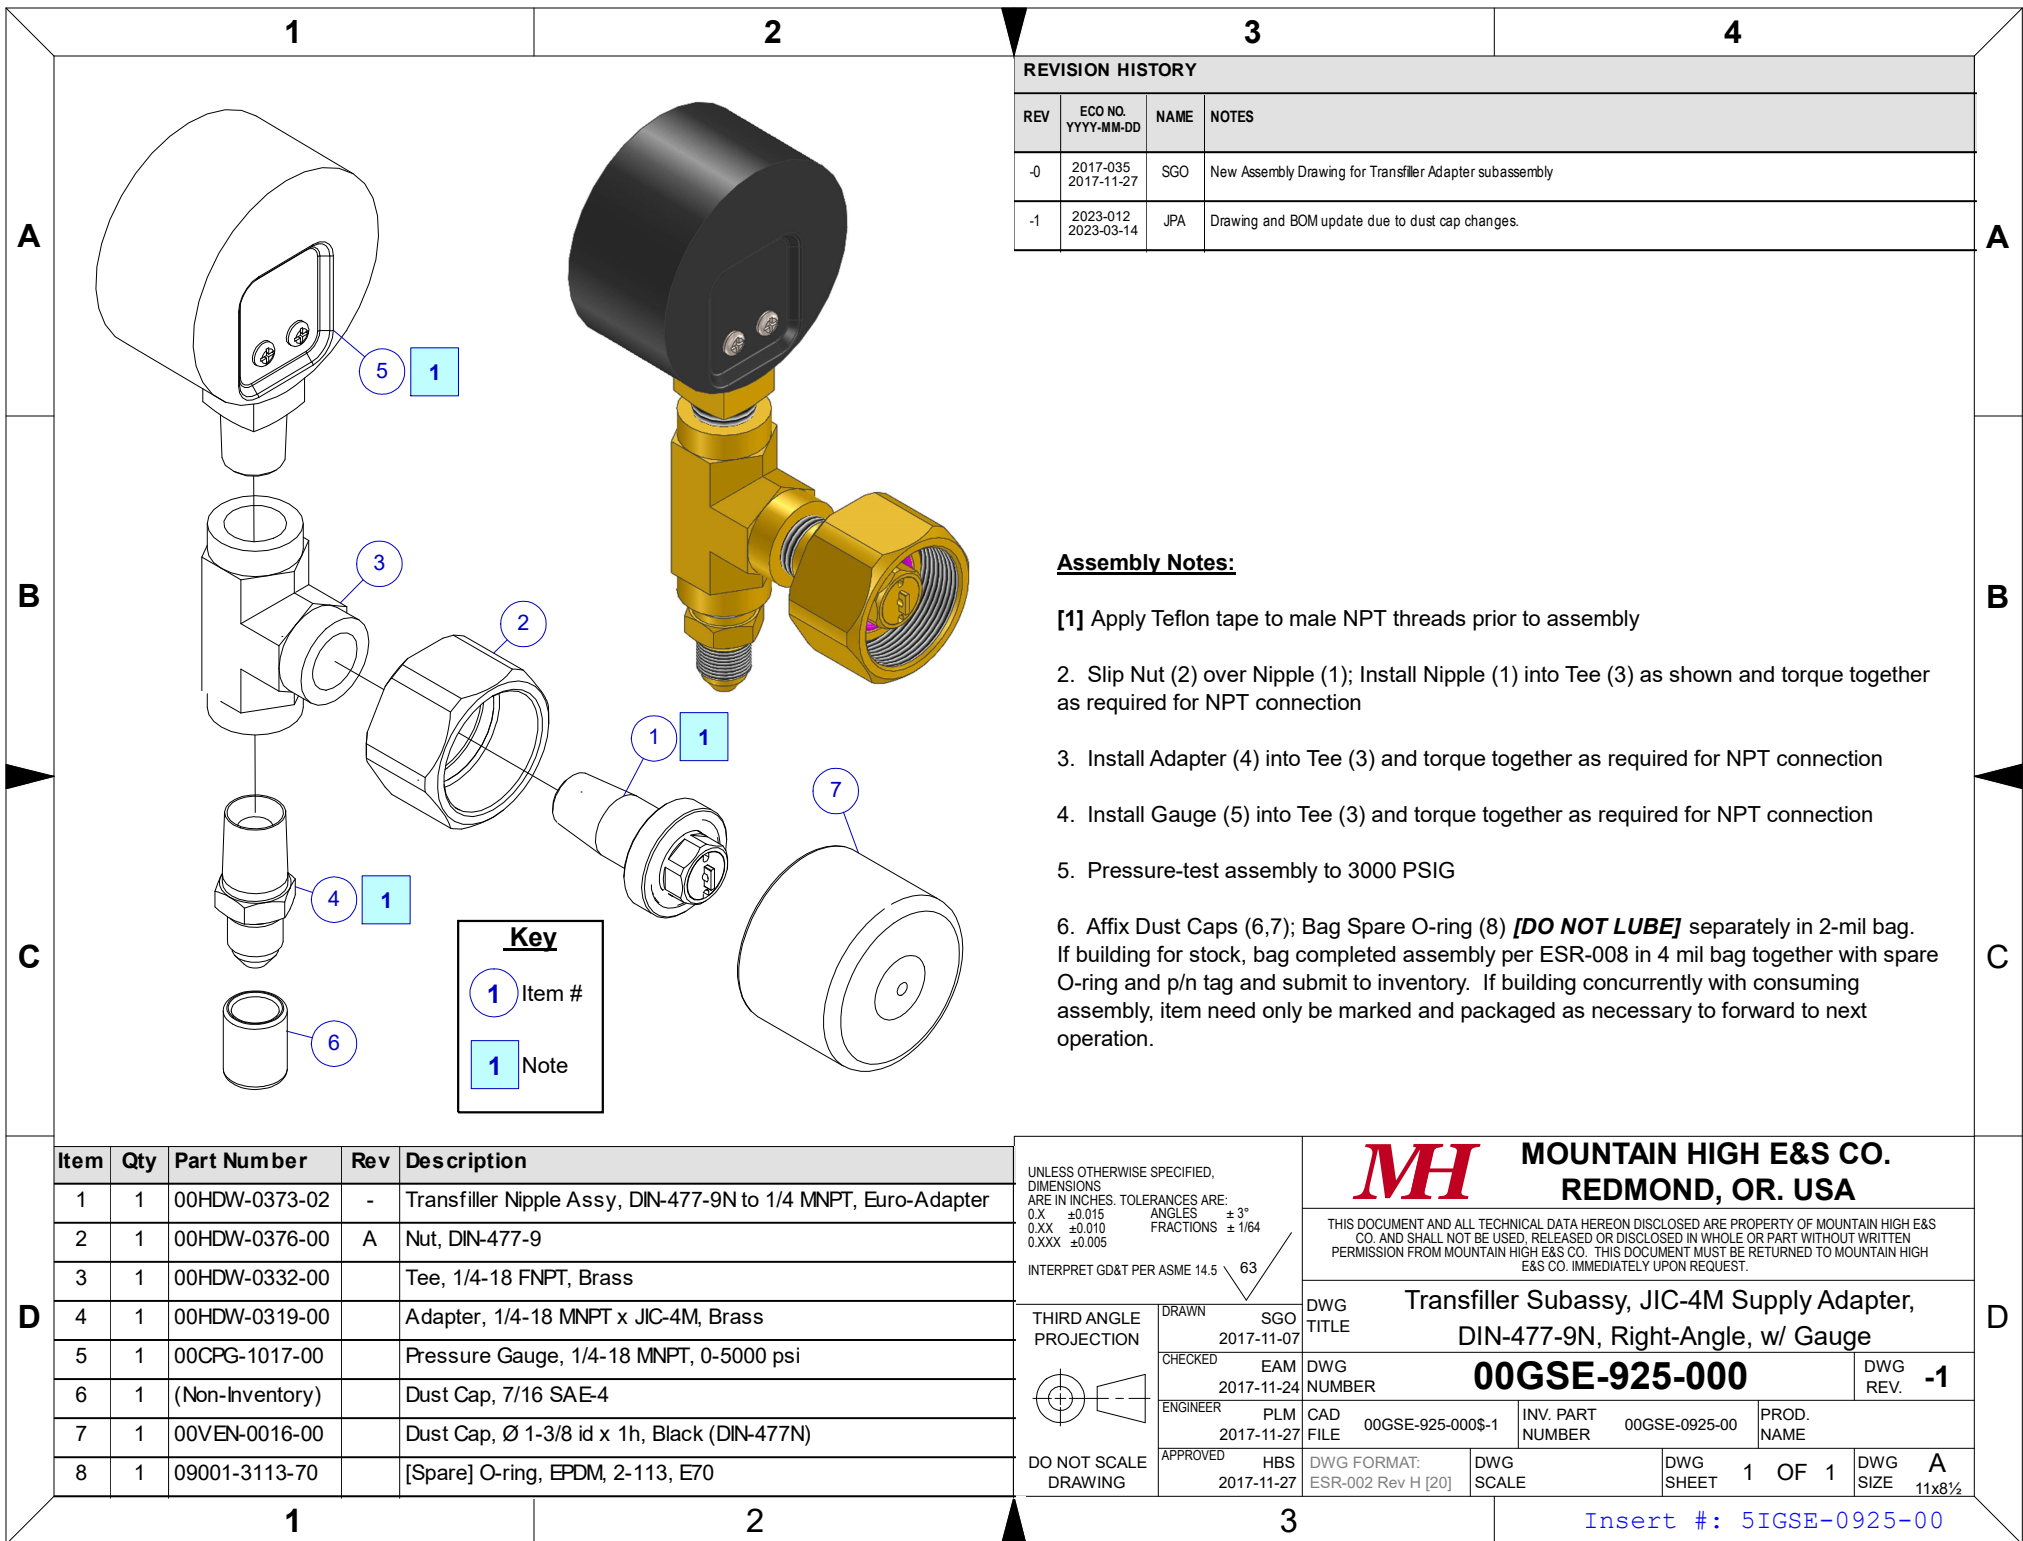 1 2 3 4
REVISION HISTORY
REV ECO NO. YYYY-MM-DD NAME NOTES
-0 2017-035 2017-11-27 SGO New Assembly Drawing for Transfiller Adapter subassembly
-1 2023-012 2023-03-14 JPA Drawing and BOM update due to dust cap changes.
A A
5 1
3
2
1 1
7
4 1
6
B B
Assembly Notes:
[1] Apply Teflon tape to male NPT threads prior to assembly
2. Slip Nut (2) over Nipple (1); Install Nipple (1) into Tee (3) as shown and torque together
as required for NPT connection
3. Install Adapter (4) into Tee (3) and torque together as required for NPT connection
4. Install Gauge (5) into Tee (3) and torque together as required for NPT connection
5. Pressure-test assembly to 3000 PSIG
6. Affix Dust Caps (6,7); Bag Spare O-ring (8) [DO NOT LUBE] separately in 2-mil bag.
If building for stock, bag completed assembly per ESR-008 in 4 mil bag together with spare
O-ring and p/n tag and submit to inventory. If building concurrently with consuming
assembly, item need only be marked and packaged as necessary to forward to next
operation.
C C
Key
1 Item #
1 Note
Item Qty Part Number Rev Description
1 1 00HDW-0373-02 - Transfiller Nipple Assy, DIN-477-9N to 1/4 MNPT, Euro-Adapter
2 1 00HDW-0376-00 A Nut, DIN-477-9
3 1 00HDW-0332-00 Tee, 1/4-18 FNPT, Brass
4 1 00HDW-0319-00 Adapter, 1/4-18 MNPT x JIC-4M, Brass
5 1 00CPG-1017-00 Pressure Gauge, 1/4-18 MNPT, 0-5000 psi
6 1 (Non-Inventory) Dust Cap, 7/16 SAE-4
7 1 00VEN-0016-00 Dust Cap, Ø 1-3/8 id x 1h, Black (DIN-477N)
8 1 09001-3113-70 [Spare] O-ring, EPDM, 2-113, E70
D D
UNLESS OTHERWISE SPECIFIED,
DIMENSIONS
ARE IN INCHES. TOLERANCES ARE:
0.X ±0.015 ANGLES ± 3°
0.XX ±0.010 FRACTIONS ± 1/64
0.XXX ±0.005
INTERPRET GD&T PER ASME 14.5 63
MH
MOUNTAIN HIGH E&S CO.
REDMOND, OR. USA
THIS DOCUMENT AND ALL TECHNICAL DATA HEREON DISCLOSED ARE PROPERTY OF MOUNTAIN HIGH E&S
CO. AND SHALL NOT BE USED, RELEASED OR DISCLOSED IN WHOLE OR PART WITHOUT WRITTEN
PERMISSION FROM MOUNTAIN HIGH E&S CO. THIS DOCUMENT MUST BE RETURNED TO MOUNTAIN HIGH
E&S CO. IMMEDIATELY UPON REQUEST.
THIRD ANGLE
PROJECTION
DO NOT SCALE
DRAWING
DRAWN SGO
2017-11-07
CHECKED EAM
2017-11-24
ENGINEER PLM
2017-11-27
APPROVED HBS
2017-11-27
DWG TITLE
Transfiller Subassy, JIC-4M Supply Adapter,
DIN-477-9N, Right-Angle, w/ Gauge
DWG NUMBER 00GSE-925-000 DWG REV. -1
CAD FILE 00GSE-925-000$-1 INV. PART NUMBER 00GSE-0925-00 PROD. NAME
DWG FORMAT:
ESR-002 Rev H [20]
DWG SCALE
DWG SHEET 1 OF 1
DWG SIZE A
11x8½
1 2 3
Insert #: 5IGSE-0925-00